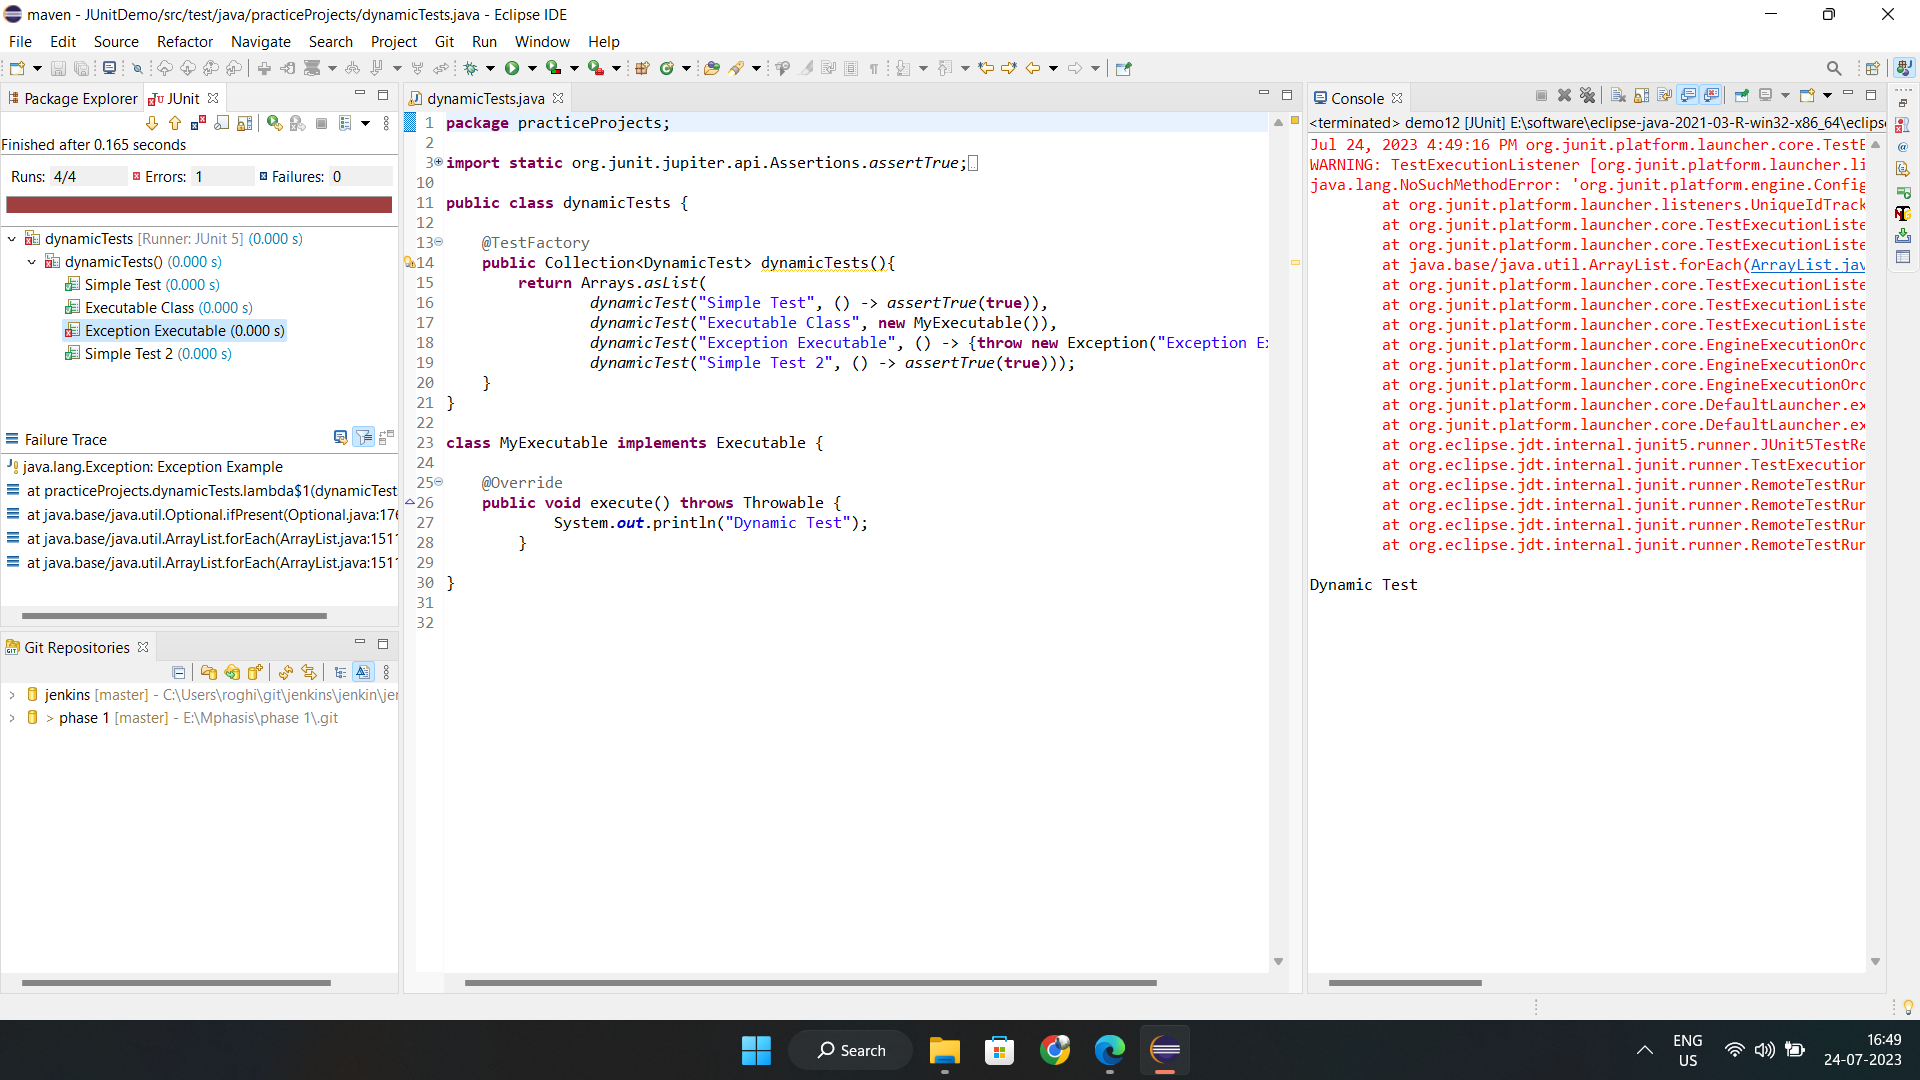 maven - JUnitDemo/src/test/java/practiceProjects/dynamicTests.java - Eclipse IDE
File Edit Source Refactor Navigate Search Project Git Run Window Help
Package Explorer
JUnit
Finished after 0.165 seconds
Runs: 4/4 Errors: 1 Failures: 0
dynamicTests [Runner: JUnit 5] (0.000 s)
dynamicTests() (0.000 s)
Simple Test (0.000 s)
Executable Class (0.000 s)
Exception Executable (0.000 s)
Simple Test 2 (0.000 s)
Failure Trace
java.lang.Exception: Exception Example
at practiceProjects.dynamicTests.lambda$1(dynamicTest
at java.base/java.util.Optional.ifPresent(Optional.java:176
at java.base/java.util.ArrayList.forEach(ArrayList.java:1511
at java.base/java.util.ArrayList.forEach(ArrayList.java:1511
Git Repositories
jenkins [master] - C:\Users\roghi\git\jenkins\jenkin\jer
> phase 1 [master] - E:\Mphasis\phase 1\.git
dynamicTests.java
1 package practiceProjects;
2
3 import static org.junit.jupiter.api.Assertions.assertTrue;
10
11 public class dynamicTests {
12
13 @TestFactory
14 public Collection<DynamicTest> dynamicTests(){
15 return Arrays.asList(
16 dynamicTest("Simple Test", () -> assertTrue(true)),
17 dynamicTest("Executable Class", new MyExecutable()),
18 dynamicTest("Exception Executable", () -> {throw new Exception("Exception Ex
19 dynamicTest("Simple Test 2", () -> assertTrue(true)));
20 }
21 }
22
23 class MyExecutable implements Executable {
24
25 @Override
26 public void execute() throws Throwable {
27 System.out.println("Dynamic Test");
28 }
29
30 }
31
32
Console
<terminated> demo12 [JUnit] E:\software\eclipse-java-2021-03-R-win32-x86_64\eclipse
Jul 24, 2023 4:49:16 PM org.junit.platform.launcher.core.TestE
WARNING: TestExecutionListener [org.junit.platform.launcher.li
java.lang.NoSuchMethodError: 'org.junit.platform.engine.Config
at org.junit.platform.launcher.listeners.UniqueIdTrack
at org.junit.platform.launcher.core.TestExecutionListe
at org.junit.platform.launcher.core.TestExecutionListe
at java.base/java.util.ArrayList.forEach(ArrayList.jav
at org.junit.platform.launcher.core.TestExecutionListe
at org.junit.platform.launcher.core.TestExecutionListe
at org.junit.platform.launcher.core.TestExecutionListe
at org.junit.platform.launcher.core.EngineExecutionOrc
at org.junit.platform.launcher.core.EngineExecutionOrc
at org.junit.platform.launcher.core.EngineExecutionOrc
at org.junit.platform.launcher.core.DefaultLauncher.ex
at org.junit.platform.launcher.core.DefaultLauncher.ex
at org.eclipse.jdt.internal.junit5.runner.JUnit5TestRe
at org.eclipse.jdt.internal.junit.runner.TestExecution
at org.eclipse.jdt.internal.junit.runner.RemoteTestRun
at org.eclipse.jdt.internal.junit.runner.RemoteTestRun
at org.eclipse.jdt.internal.junit.runner.RemoteTestRun
at org.eclipse.jdt.internal.junit.runner.RemoteTestRun
Dynamic Test
Search
ENG
US
16:49
24-07-2023